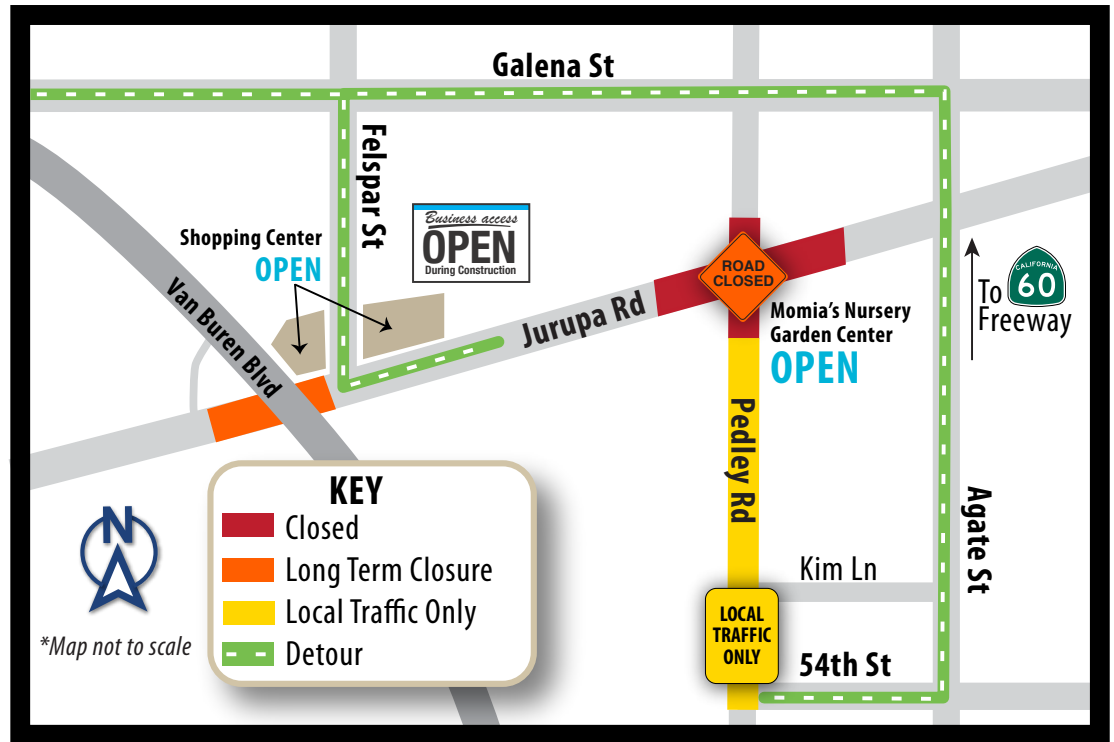 Galena St
Felspar St
Business access
OPEN
During Construction
Shopping Center
OPEN
Van Buren Blvd
Jurupa Rd
ROAD
CLOSED
Momia's Nursery
Garden Center
OPEN
CALIFORNIA
60
To
Freeway
Pedley Rd
Agate St
Kim Ln
LOCAL
TRAFFIC
ONLY
54th St
N
*Map not to scale
KEY
Closed
Long Term Closure
Local Traffic Only
Detour